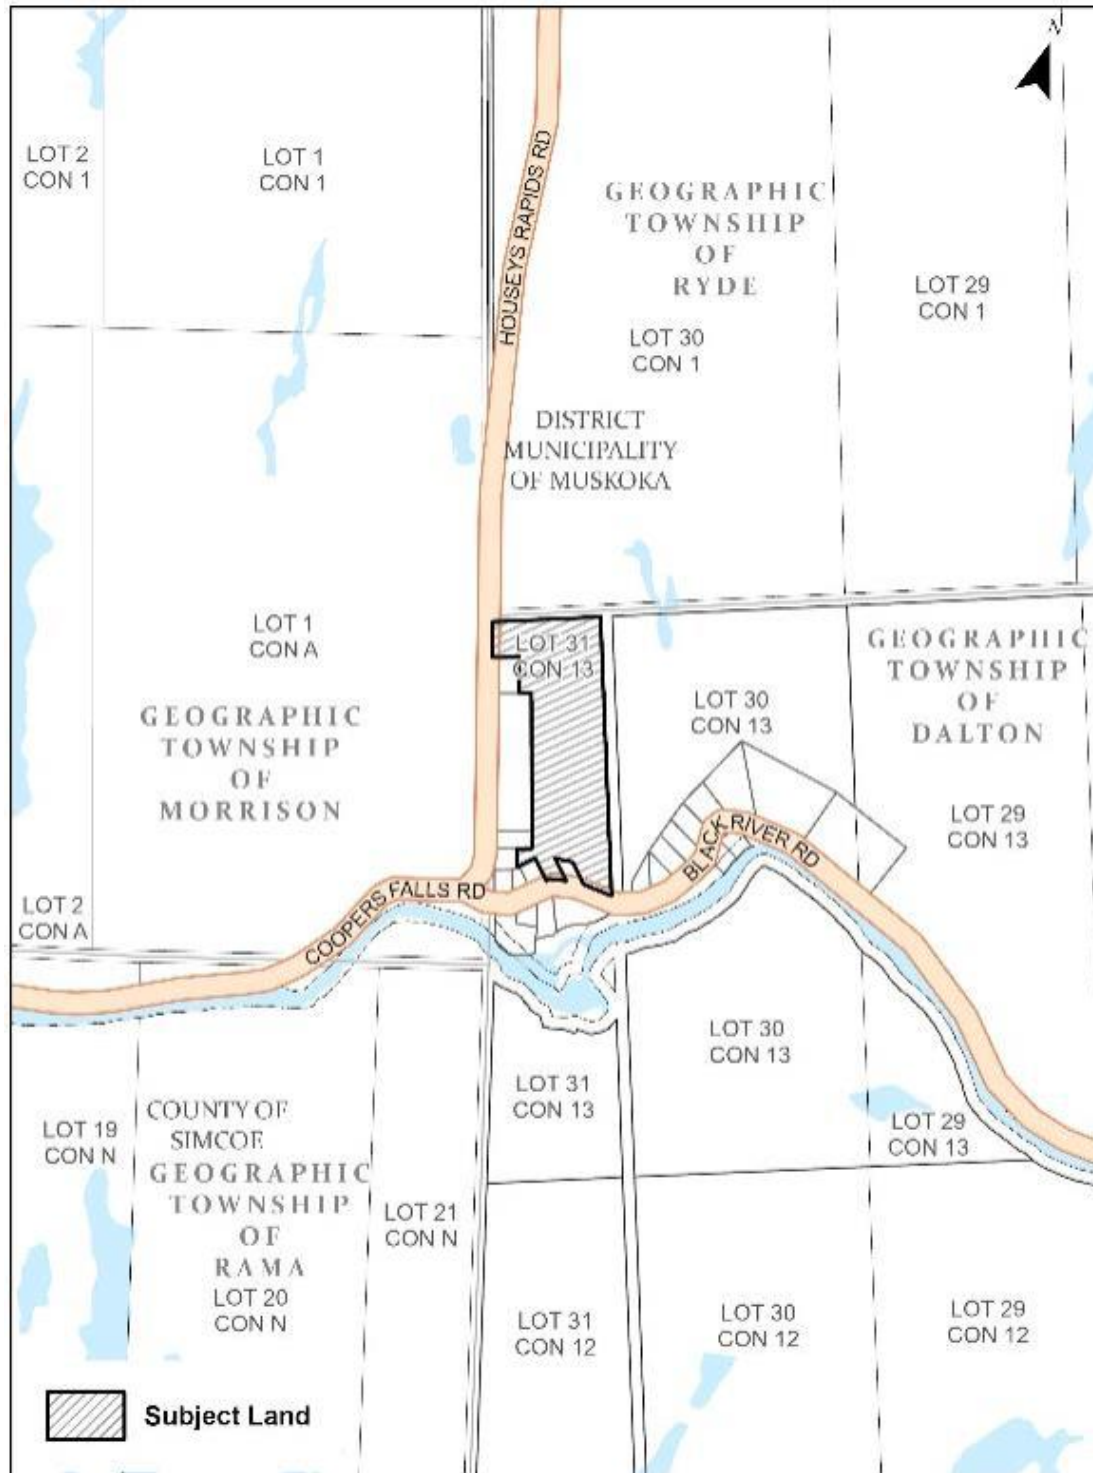 N
LOT 2
CON 1
LOT 1
CON 1
HOUSEYS RAPIDS RD
GEOGRAPHIC
TOWNSHIP
OF
RYDE
LOT 29
CON 1
LOT 30
CON 1
DISTRICT
MUNICIPALITY
OF MUSKOKA
LOT 1
CON A
GEOGRAPHIC
TOWNSHIP
OF
MORRISON
LOT 31
CON 13
LOT 30
CON 13
GEOGRAPHIC
TOWNSHIP
OF
DALTON
LOT 29
CON 13
BLACK RIVER RD
COOPERS FALLS RD
LOT 2
CON A
LOT 30
CON 13
LOT 31
CON 13
LOT 29
CON 13
LOT 19
CON N
COUNTY OF
SIMCOE
GEOGRAPHIC
TOWNSHIP
OF
RAMA
LOT 20
CON N
LOT 21
CON N
LOT 31
CON 12
LOT 30
CON 12
LOT 29
CON 12
Subject Land